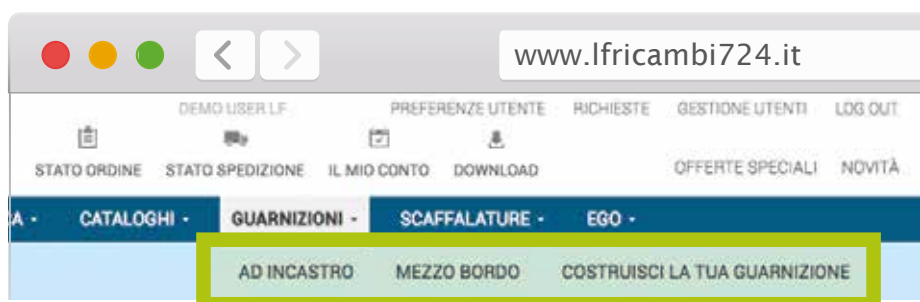 www.lfricambi724.it
DEMO USER LF PREFERENZE UTENTE RICHIESTE GESTIONE UTENTI LOG OUT
STATO ORDINE STATO SPEDIZIONE IL MIO CONTO DOWNLOAD OFFERTE SPECIALI NOVITÀ
CATALOGHI GUARNIZIONI SCAFFALATURE EGO
AD INCASTRO MEZZO BORDO COSTRUISCI LA TUA GUARNIZIONE